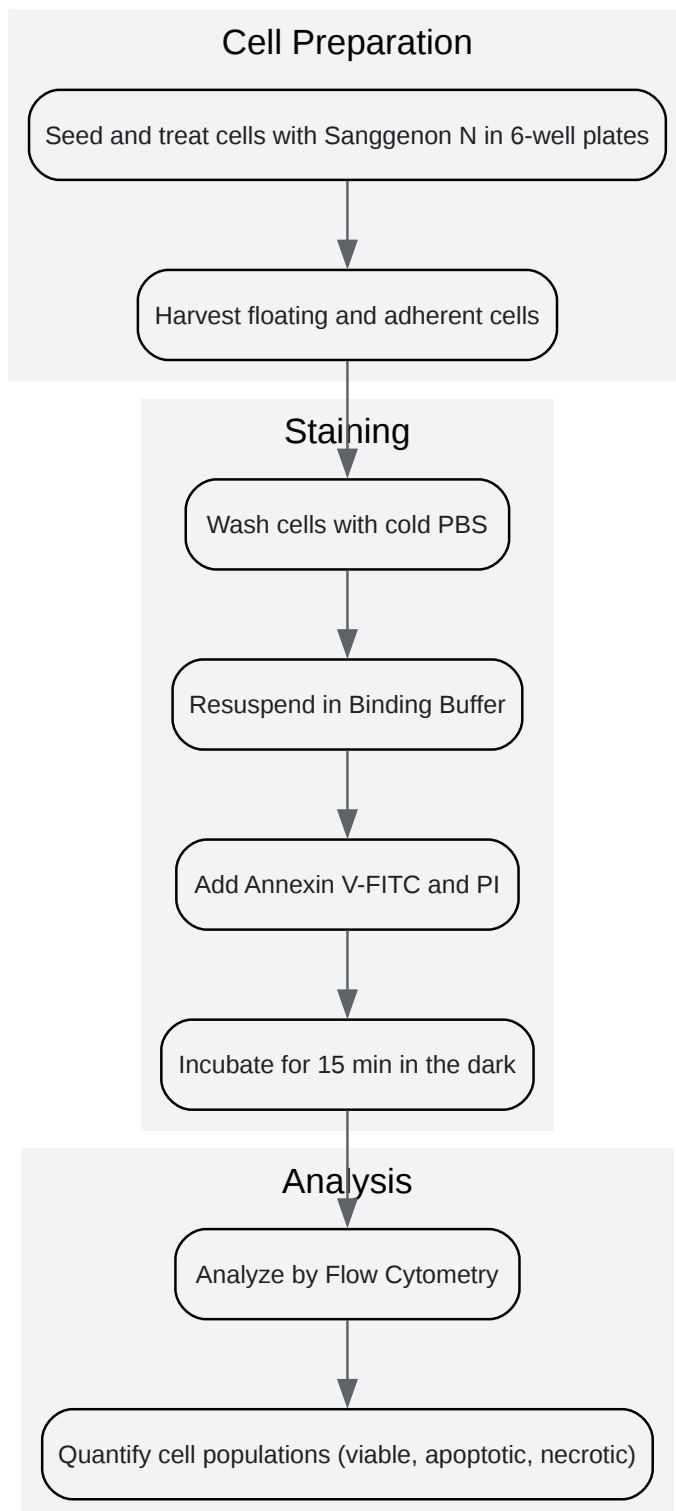 Cell Preparation
Seed and treat cells with Sanggenon N in 6-well plates
Harvest floating and adherent cells
Staining
Wash cells with cold PBS
Resuspend in Binding Buffer
Add Annexin V-FITC and PI
Incubate for 15 min in the dark
Analysis
Analyze by Flow Cytometry
Quantify cell populations (viable, apoptotic, necrotic)